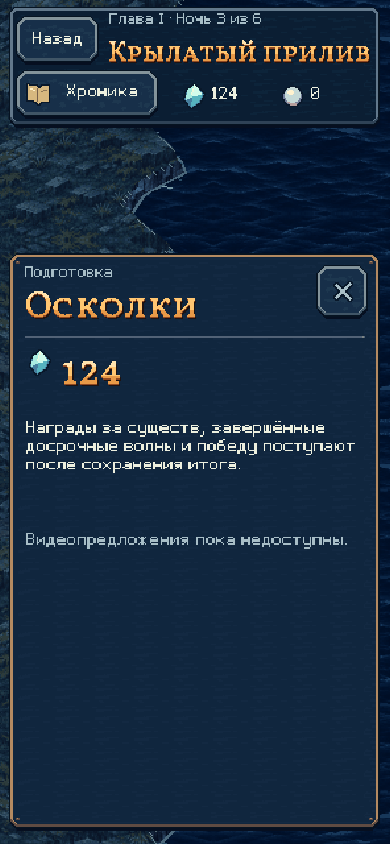 Глава I · Ночь 3 из 6
Назад
Крылатый прилив
Хроника
124
0
Подготовка
Осколки
124
Награды за существ, завершённые
досрочные волны и победу поступают
после сохранения итога.
Видеопредложения пока недоступны.